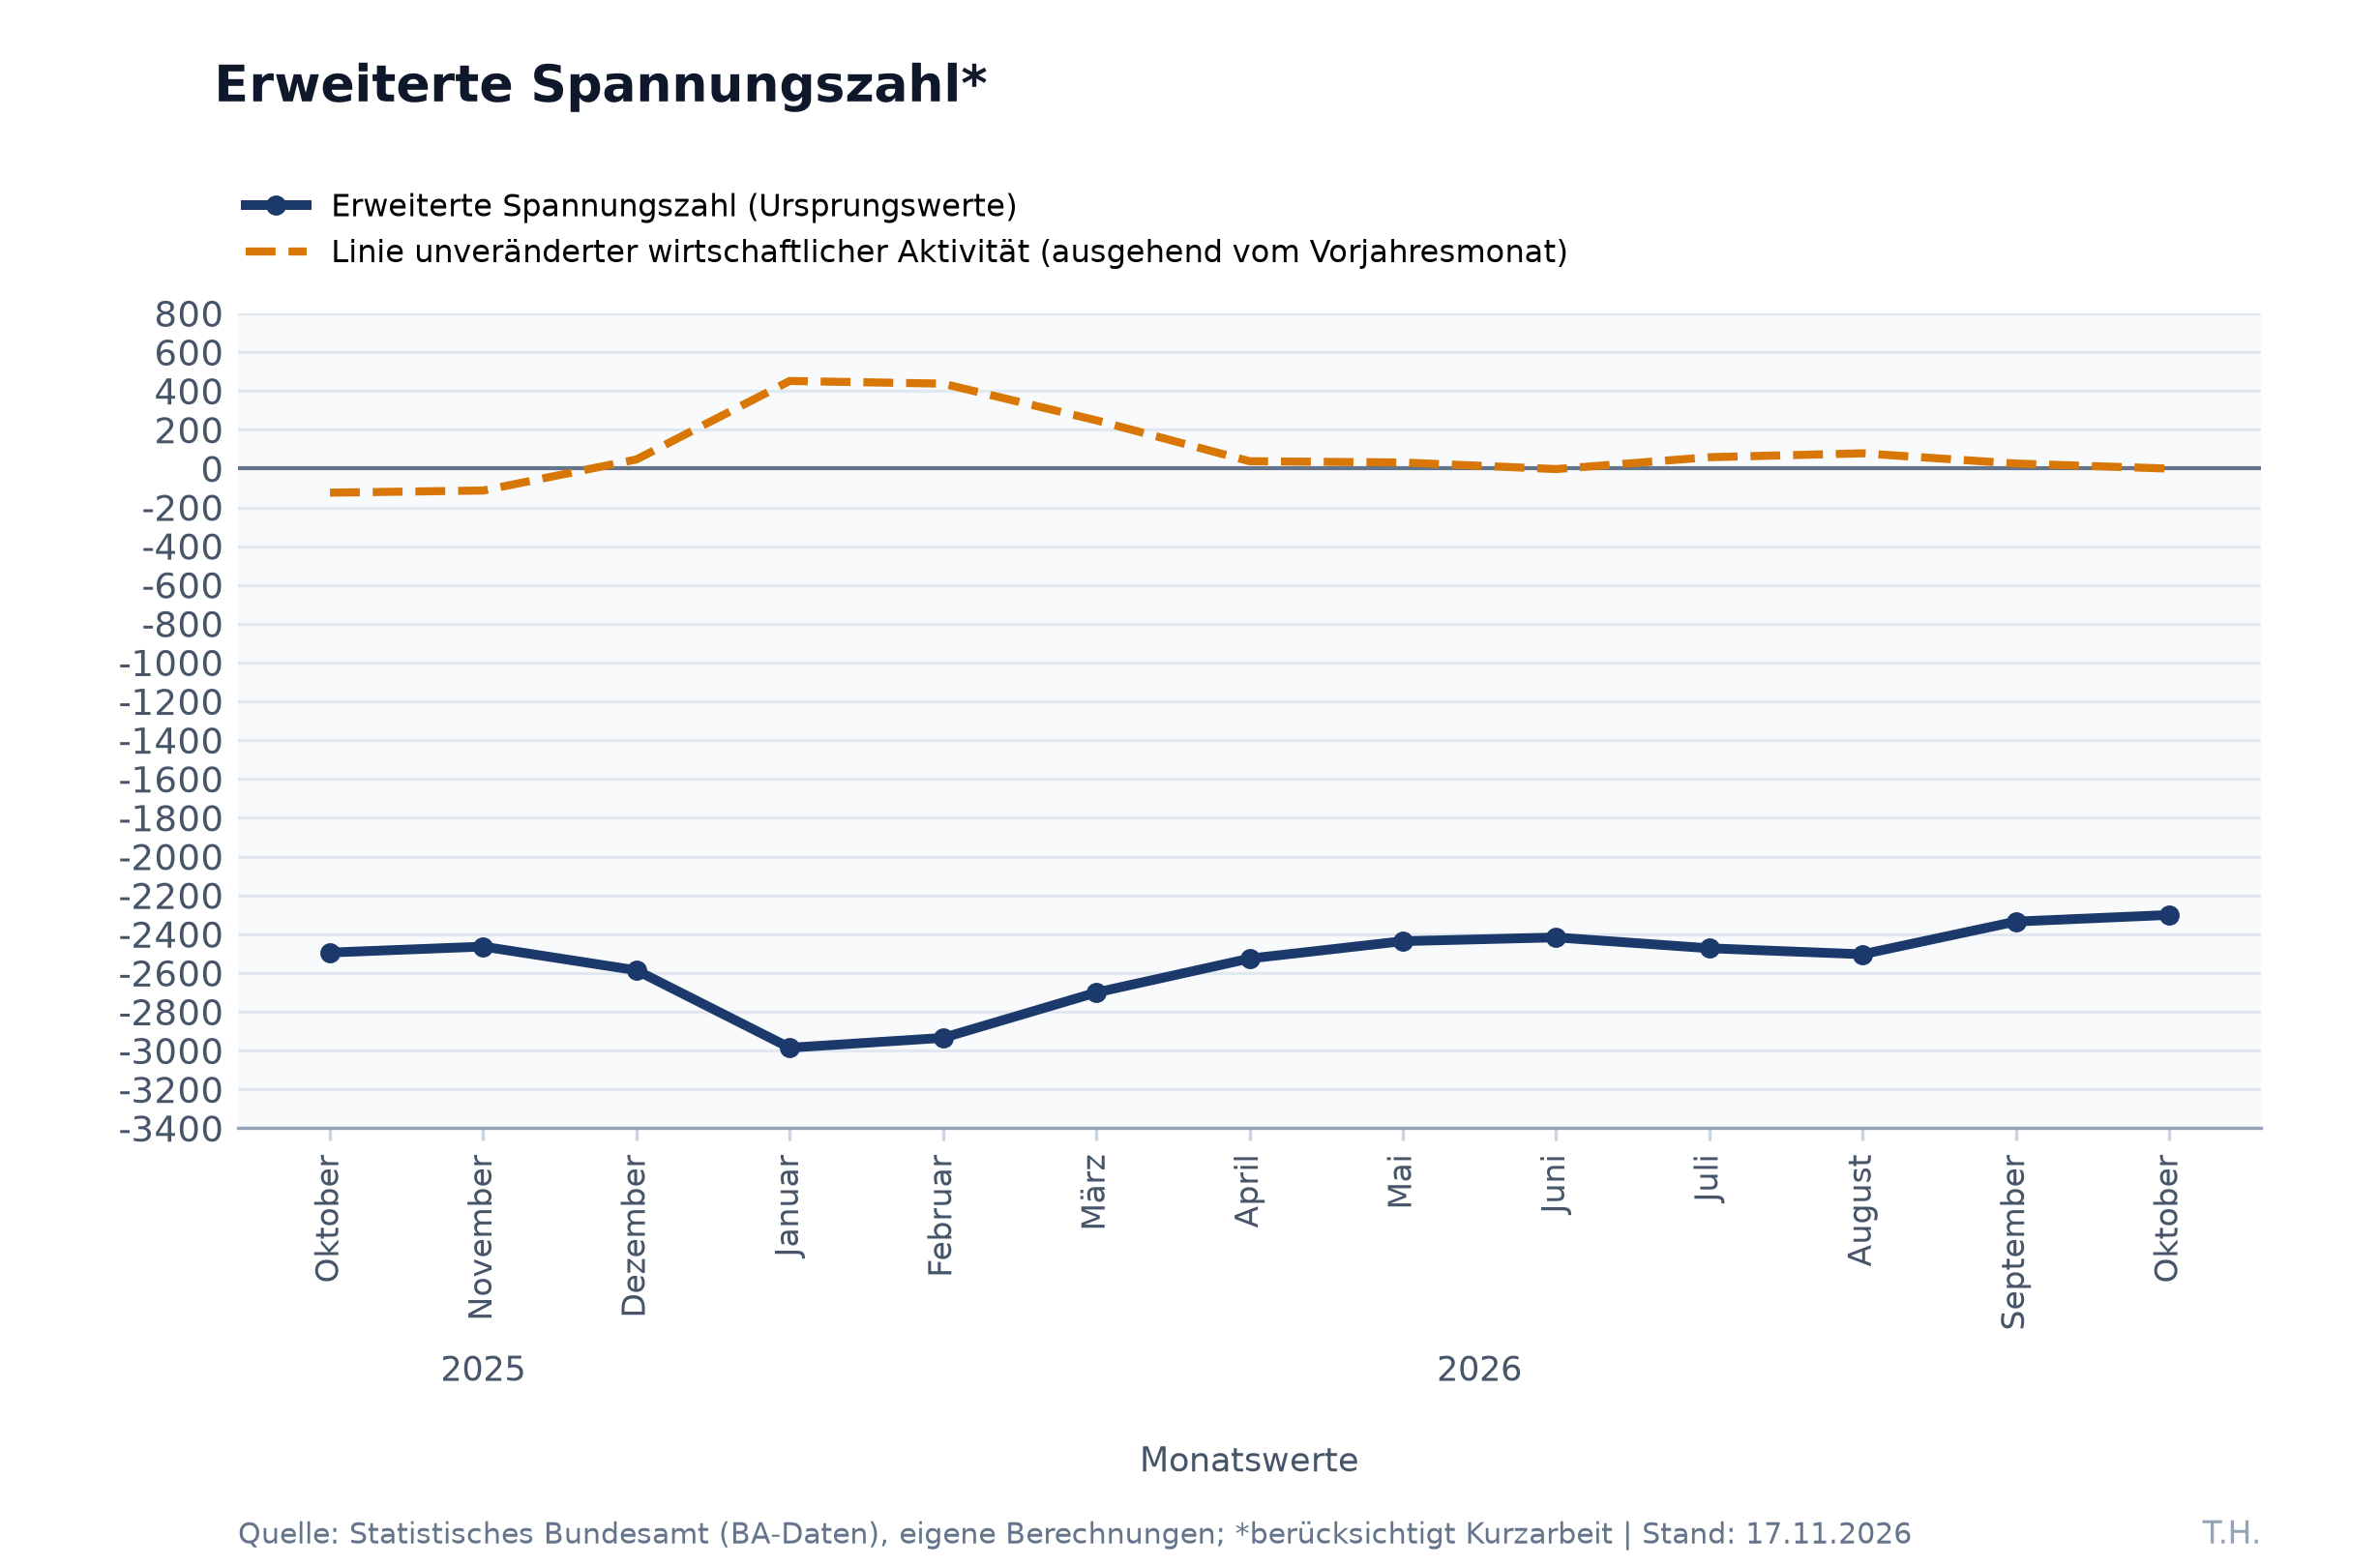 Erweiterte Spannungszahl*
Erweiterte Spannungszahl (Ursprungswerte)
Linie unveränderter wirtschaftlicher Aktivität (ausgehend vom Vorjahresmonat)
800
600
400
200
0
-200
-400
-600
-800
-1000
-1200
-1400
-1600
-1800
-2000
-2200
-2400
-2600
-2800
-3000
-3200
-3400
Oktober
November
Dezember
Januar
Februar
März
April
Mai
Juni
Juli
August
September
Oktober
2025
2026
Monatswerte
Quelle: Statistisches Bundesamt (BA-Daten), eigene Berechnungen; *berücksichtigt Kurzarbeit | Stand: 17.11.2026
T.H.